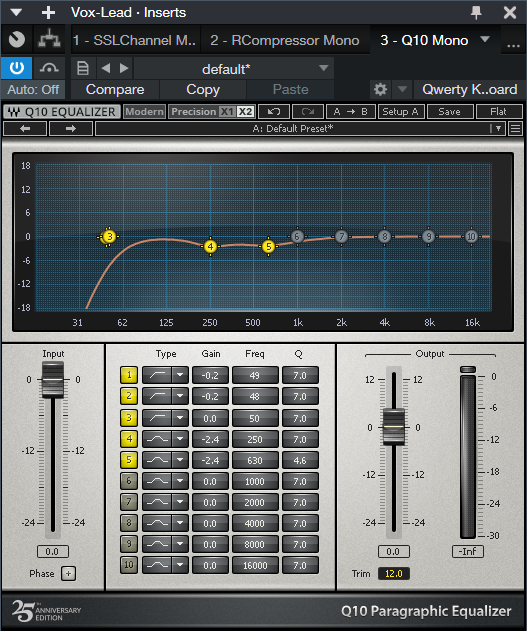 Vox-Lead · Inserts
1 - SSLChannel M.. 2 - RCompressor Mono 3 - Q10 Mono ...
default*
Auto: Off Compare Copy Paste Qwerty K..oard
Q10 EQUALIZER Modern Precision X1 X2 A → B Setup A Save Flat
A: Default Preset*
18
12
6
0
-6
-12
-18
3 4 5 6 7 8 9 10
31 62 125 250 500 1k 2k 4k 8k 16k
Input Type Gain Freq Q Output
1 -0.2 49 7.0
2 -0.2 48 7.0
3 0.0 50 7.0
4 -2.4 250 7.0
5 -2.4 630 4.6
6 0.0 1000 7.0
7 0.0 2000 7.0
8 0.0 4000 7.0
9 0.0 8000 7.0
10 0.0 16000 7.0
0 0
-12 -12
-24 -24
0.0
Phase +
12 12
0 0
-12 -12
-24 -24
0.0
Trim 12.0
-0
-6
-9
-12
-15
-18
-24
-30
-Inf
25TH ANNIVERSARY EDITION
Q10 Paragraphic Equalizer